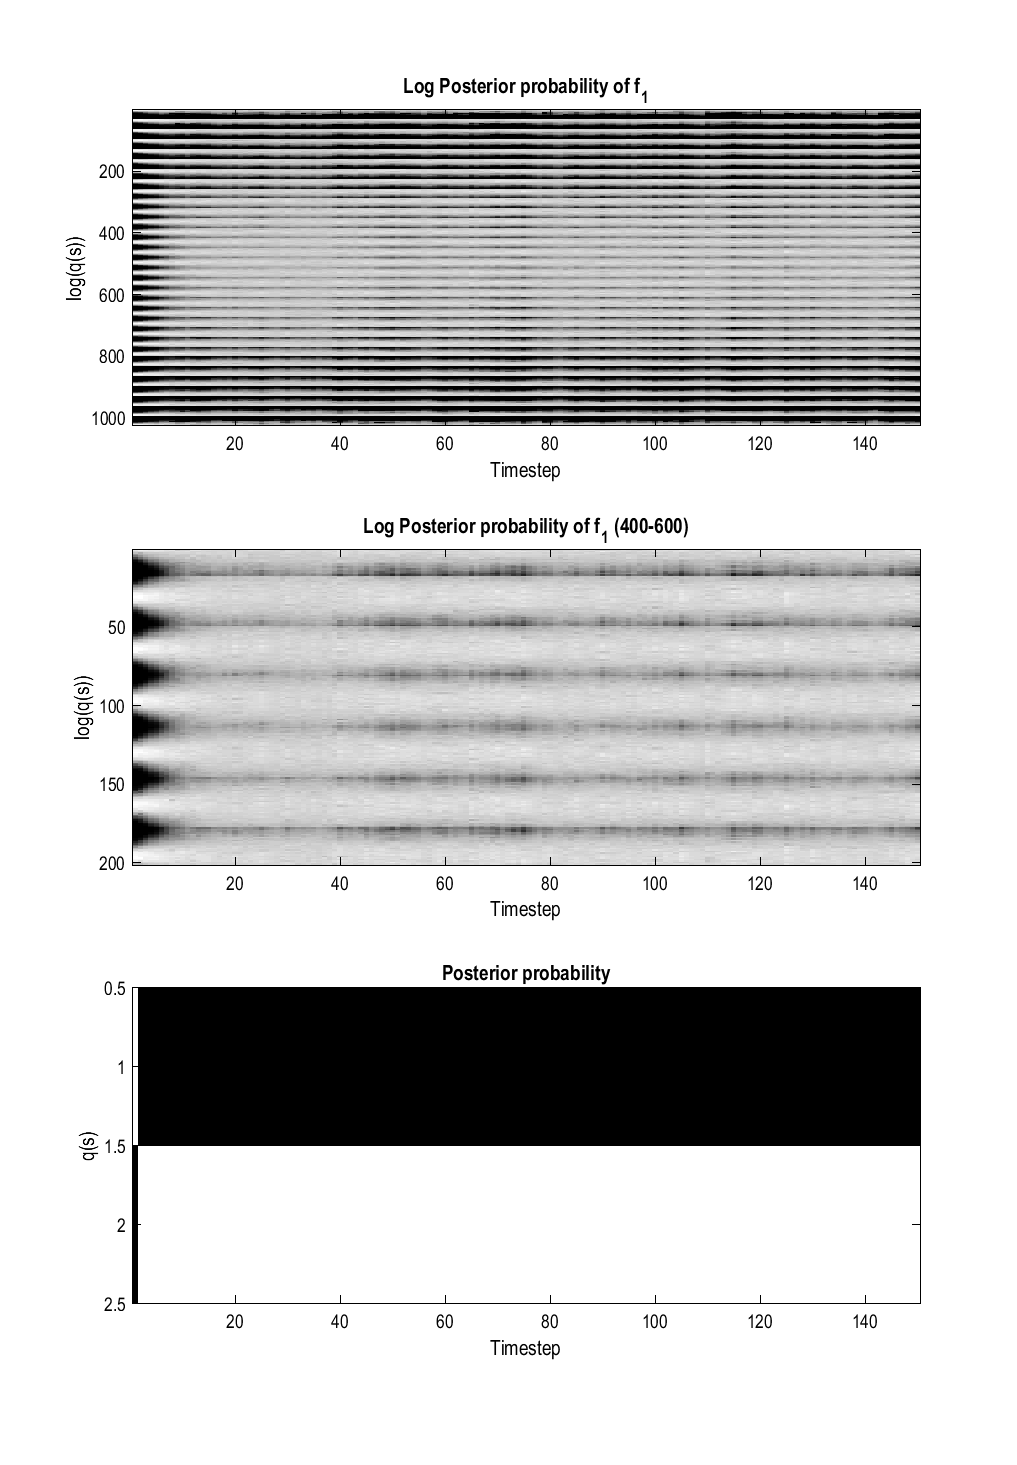 Log Posterior probability of f1
log(q(s))
200
400
600
800
1000
20 40 60 80 100 120 140
Timestep
Log Posterior probability of f1 (400-600)
log(q(s))
50
100
150
200
20 40 60 80 100 120 140
Timestep
Posterior probability
q(s)
0.5
1
1.5
2
2.5
20 40 60 80 100 120 140
Timestep